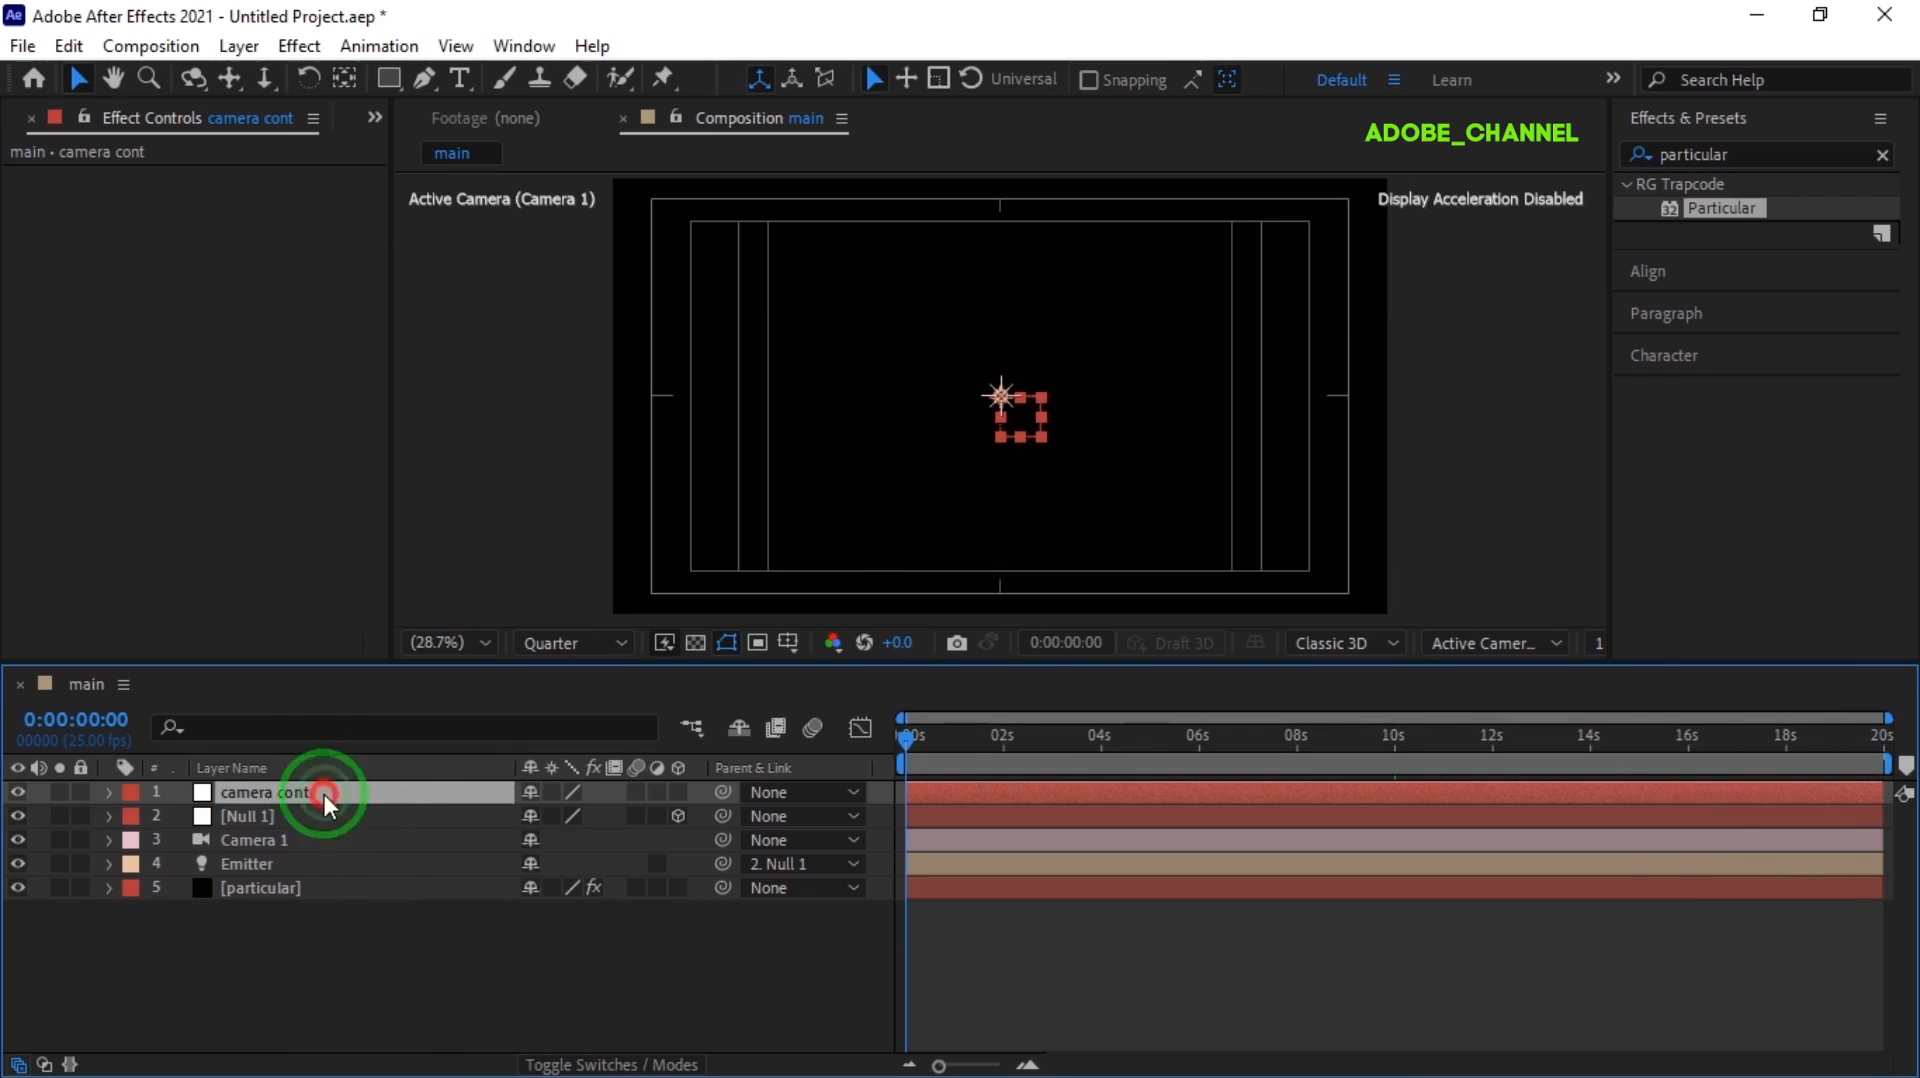 Ae Adobe After Effects 2021 - Untitled Project.aep *
File Edit Composition Layer Effect Animation View Window Help
Universal Snapping Default Learn Search Help
Effect Controls camera cont
Footage (none)
Composition main
ADOBE_CHANNEL
Effects & Presets
main • camera cont
main
particular
Active Camera (Camera 1)
Display Acceleration Disabled
RG Trapcode
32 Particular
Align
Paragraph
Character
(28.7%) Quarter +0.0 0:00:00:00 Draft 3D Classic 3D Active Camer... 1
main
0:00:00:00
00000 (25.00 fps)
02s 04s 06s 08s 10s 12s 14s 16s 18s 20s
# . Layer Name fx Parent & Link
1 camera cont None
2 [Null 1] None
3 Camera 1 None
4 Emitter 2. Null 1
5 [particular] fx None
Toggle Switches / Modes